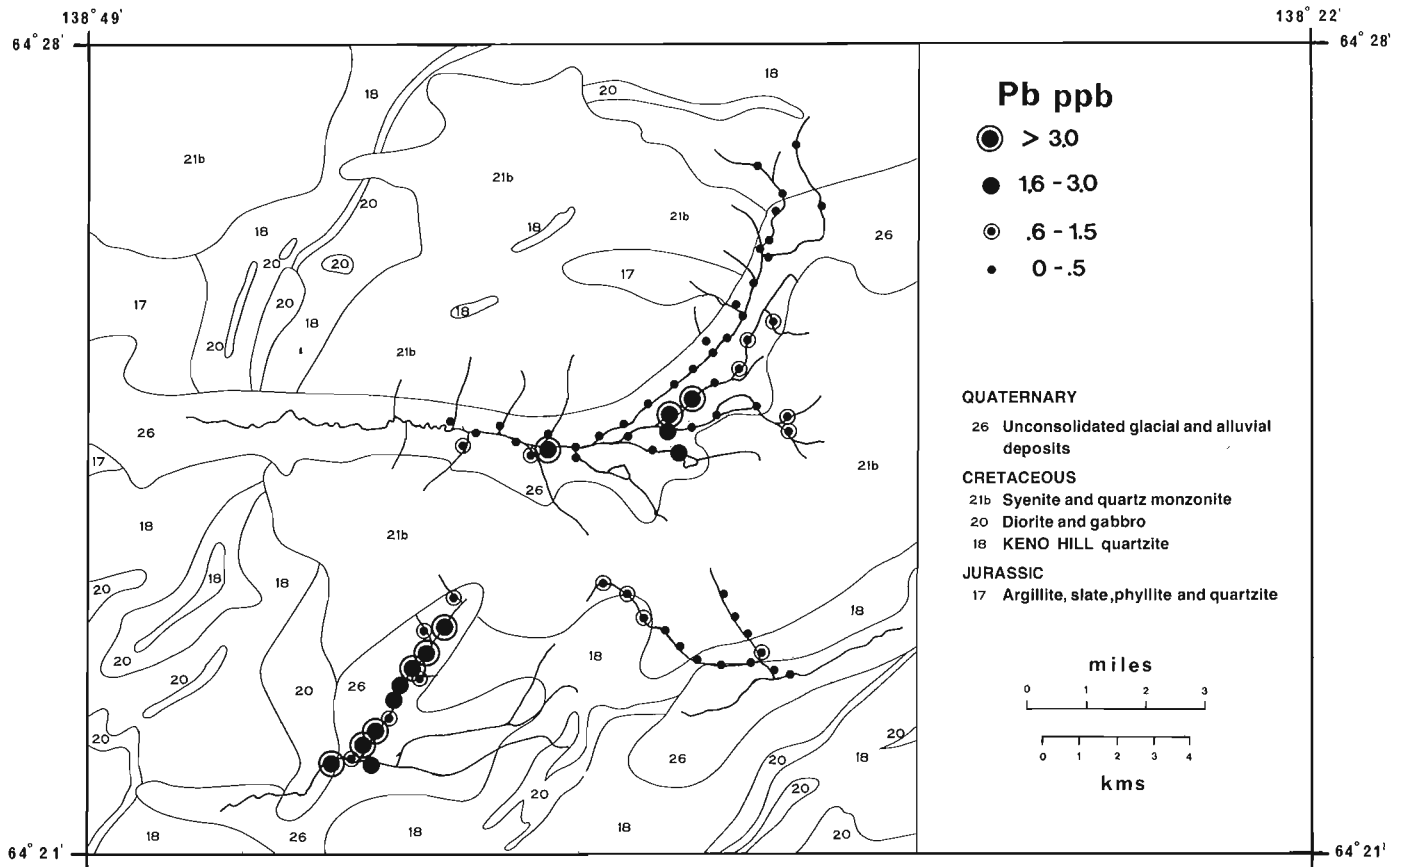 138° 49'
138° 22'
64° 28'
64° 28'
18
20
18
21b
21b
20
18
21b
18
26
20
20
17
17
20
18
18
20
21b
26
17
26
21b
18
21b
20
18
18
18
20
18
20
20
26
20
26
20
18
20
20
20
18
26
18
18
20
Pb ppb
> 3.0
1.6 - 3.0
.6 - 1.5
0 - .5
QUATERNARY
26 Unconsolidated glacial and alluvial
deposits
CRETACEOUS
21b Syenite and quartz monzonite
20 Diorite and gabbro
18 KENO HILL quartzite
JURASSIC
17 Argillite, slate, phyllite and quartzite
miles
0 1 2 3
0 1 2 3 4
kms
64° 21'
64° 21'